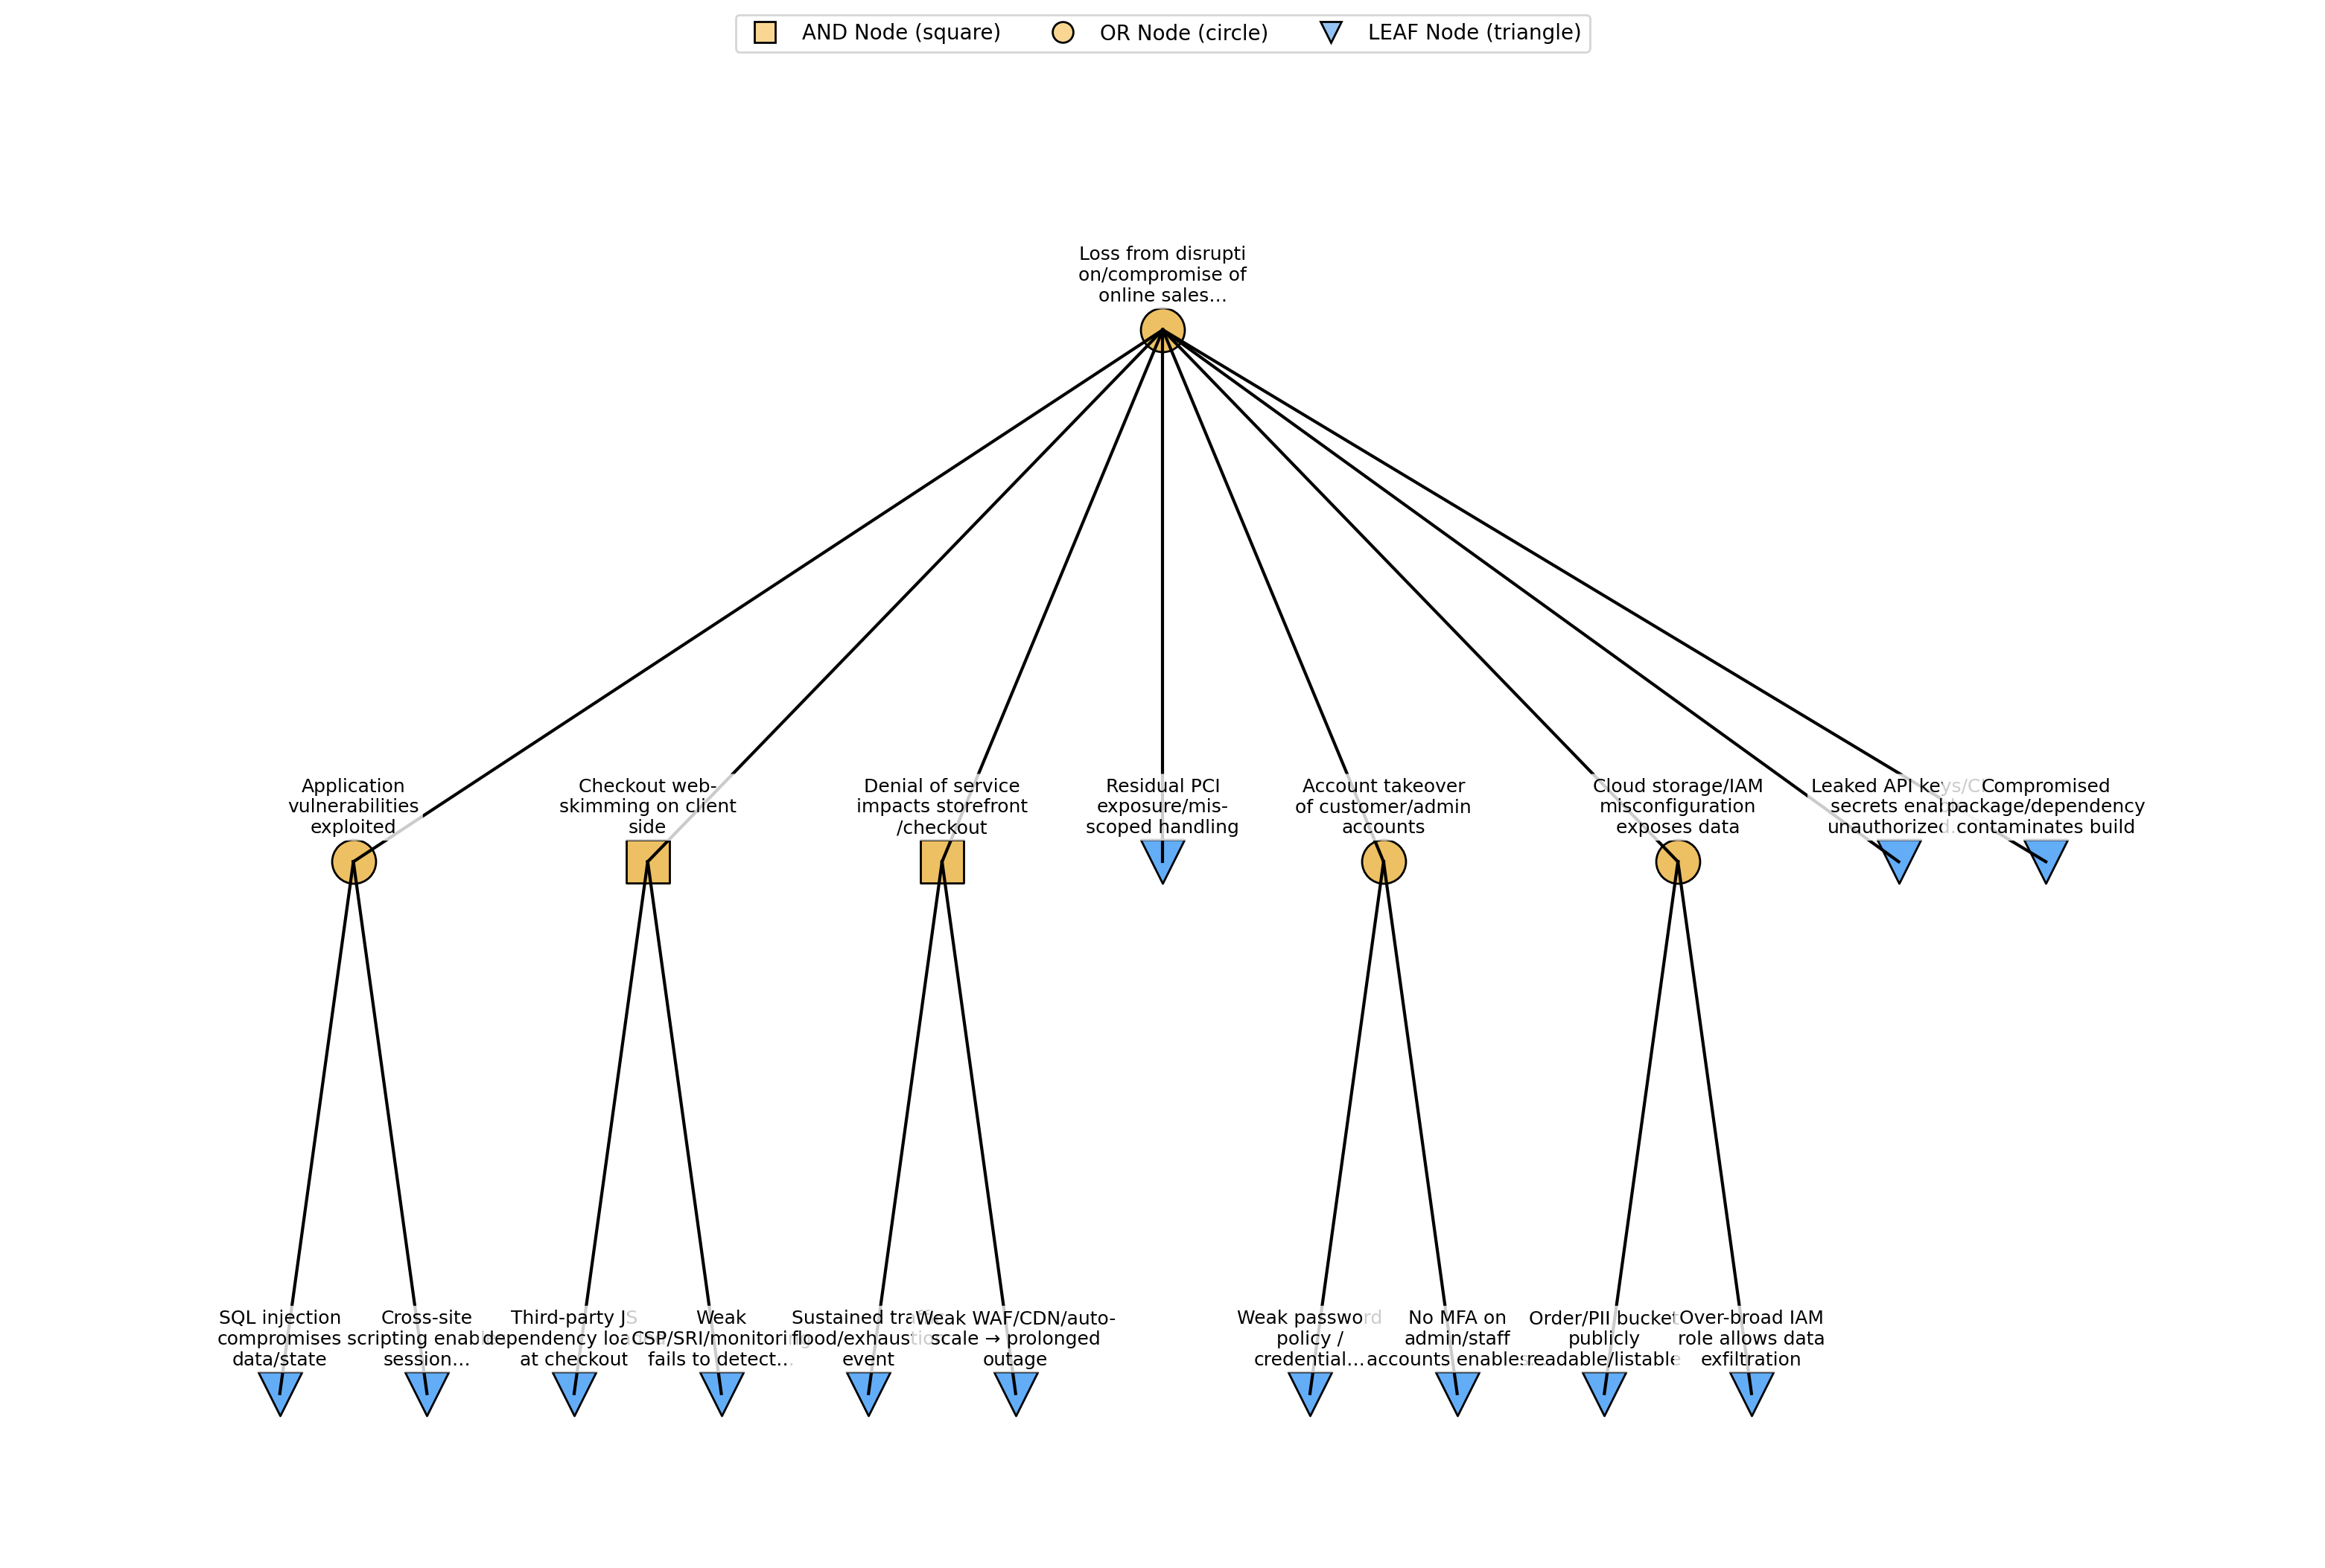 AND Node (square)
OR Node (circle)
LEAF Node (triangle)
Loss from disrupti
on/compromise of
online sales...
Application
vulnerabilities
exploited
Checkout web-
skimming on client
side
Denial of service
impacts storefront
/checkout
Residual PCI
exposure/mis-
scoped handling
Account takeover
of customer/admin
accounts
Cloud storage/IAM
misconfiguration
exposes data
Leaked API keys/
secrets
unauthorized
Compromised
package/dependency
contaminates build
SQL injection
compromises
data/state
Cross-site
scripting
session...
Third-party JS
dependency
at checkout
Weak
CSP/SRI/monitoring
fails to detect...
Sustained
event
Weak WAF/CDN/auto-
scale → prolonged
outage
Weak password
policy /
credential...
No MFA on
admin/staff
accounts enables
Order/PII bucket
publicly
readable/listable
Over-broad IAM
role allows data
exfiltration